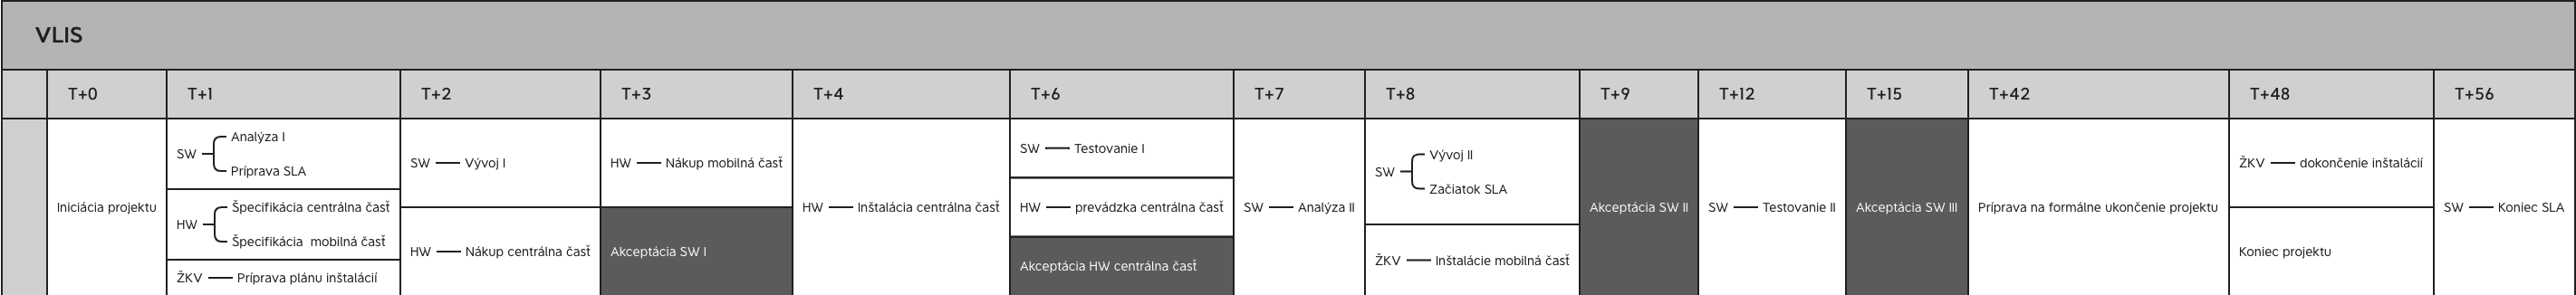 VLIS
T+0
T+1
T+2
T+3
T+4
T+6
T+7
T+8
T+9
T+12
T+15
T+42
T+48
T+56
Iniciácia projektu
SW
Analýza I
Príprava SLA
HW
Špecifikácia centrálna časť
Špecifikácia mobilná časť
ŽKV Príprava plánu inštalácií
SW Vývoj I
HW Nákup centrálna časť
HW Nákup mobilná časť
Akceptácia SW I
HW Inštalácia centrálna časť
SW Testovanie I
HW prevádzka centrálna časť
Akceptácia HW centrálna časť
SW Analýza II
SW
Vývoj II
Začiatok SLA
ŽKV Inštalácie mobilná časť
Akceptácia SW II
SW Testovanie II
Akceptácia SW III
Príprava na formálne ukončenie projektu
ŽKV dokončenie inštalácií
Koniec projektu
SW Koniec SLA